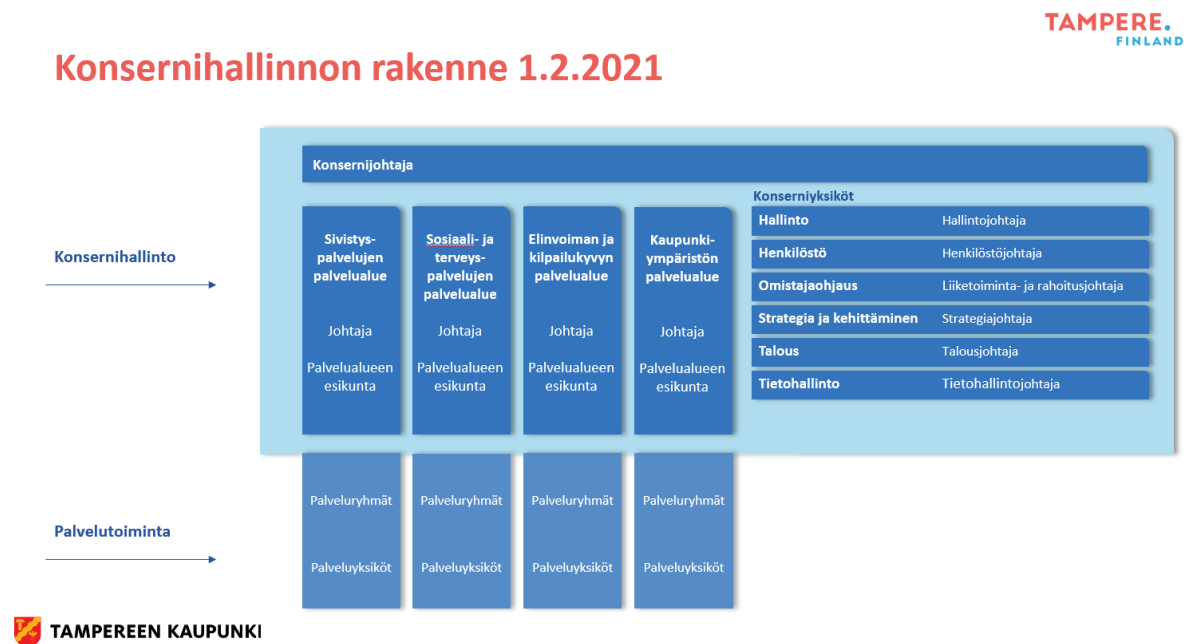 TAMPERE.
FINLAND
Konsernihallinnon rakenne 1.2.2021
Konsernijohtaja
Konserniyksiköt
Hallinto Hallintojohtaja
Henkilöstö Henkilöstöjohtaja
Omistajaohjaus Liiketoiminta- ja rahoitusjohtaja
Strategia ja kehittäminen Strategiajohtaja
Talous Talousjohtaja
Tietohallinto Tietohallintojohtaja
Konsernihallinto
Sivistys-
palvelujen
palvelualue
Johtaja
Palvelualueen
esikunta
Sosiaali- ja
terveys-
palvelujen
palvelualue
Johtaja
Palvelualueen
esikunta
Elinvoiman ja
kilpailukyvyn
palvelualue
Johtaja
Palvelualueen
esikunta
Kaupunki-
ympäristön
palvelualue
Johtaja
Palvelualueen
esikunta
Palvelutoiminta
Palveluryhmät
Palveluyksiköt
Palveluryhmät
Palveluyksiköt
Palveluryhmät
Palveluyksiköt
Palveluryhmät
Palveluyksiköt
TAMPEREEN KAUPUNKI